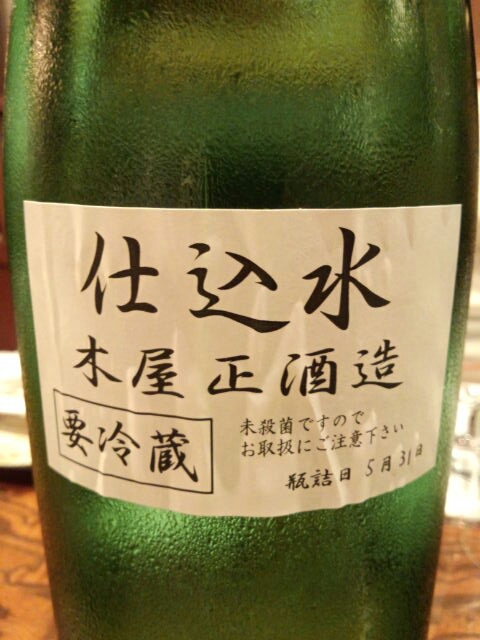 仕込水
木屋正酒造
要冷蔵
未殺菌ですので
お取扱にご注意下さい
瓶詰日 5月31日